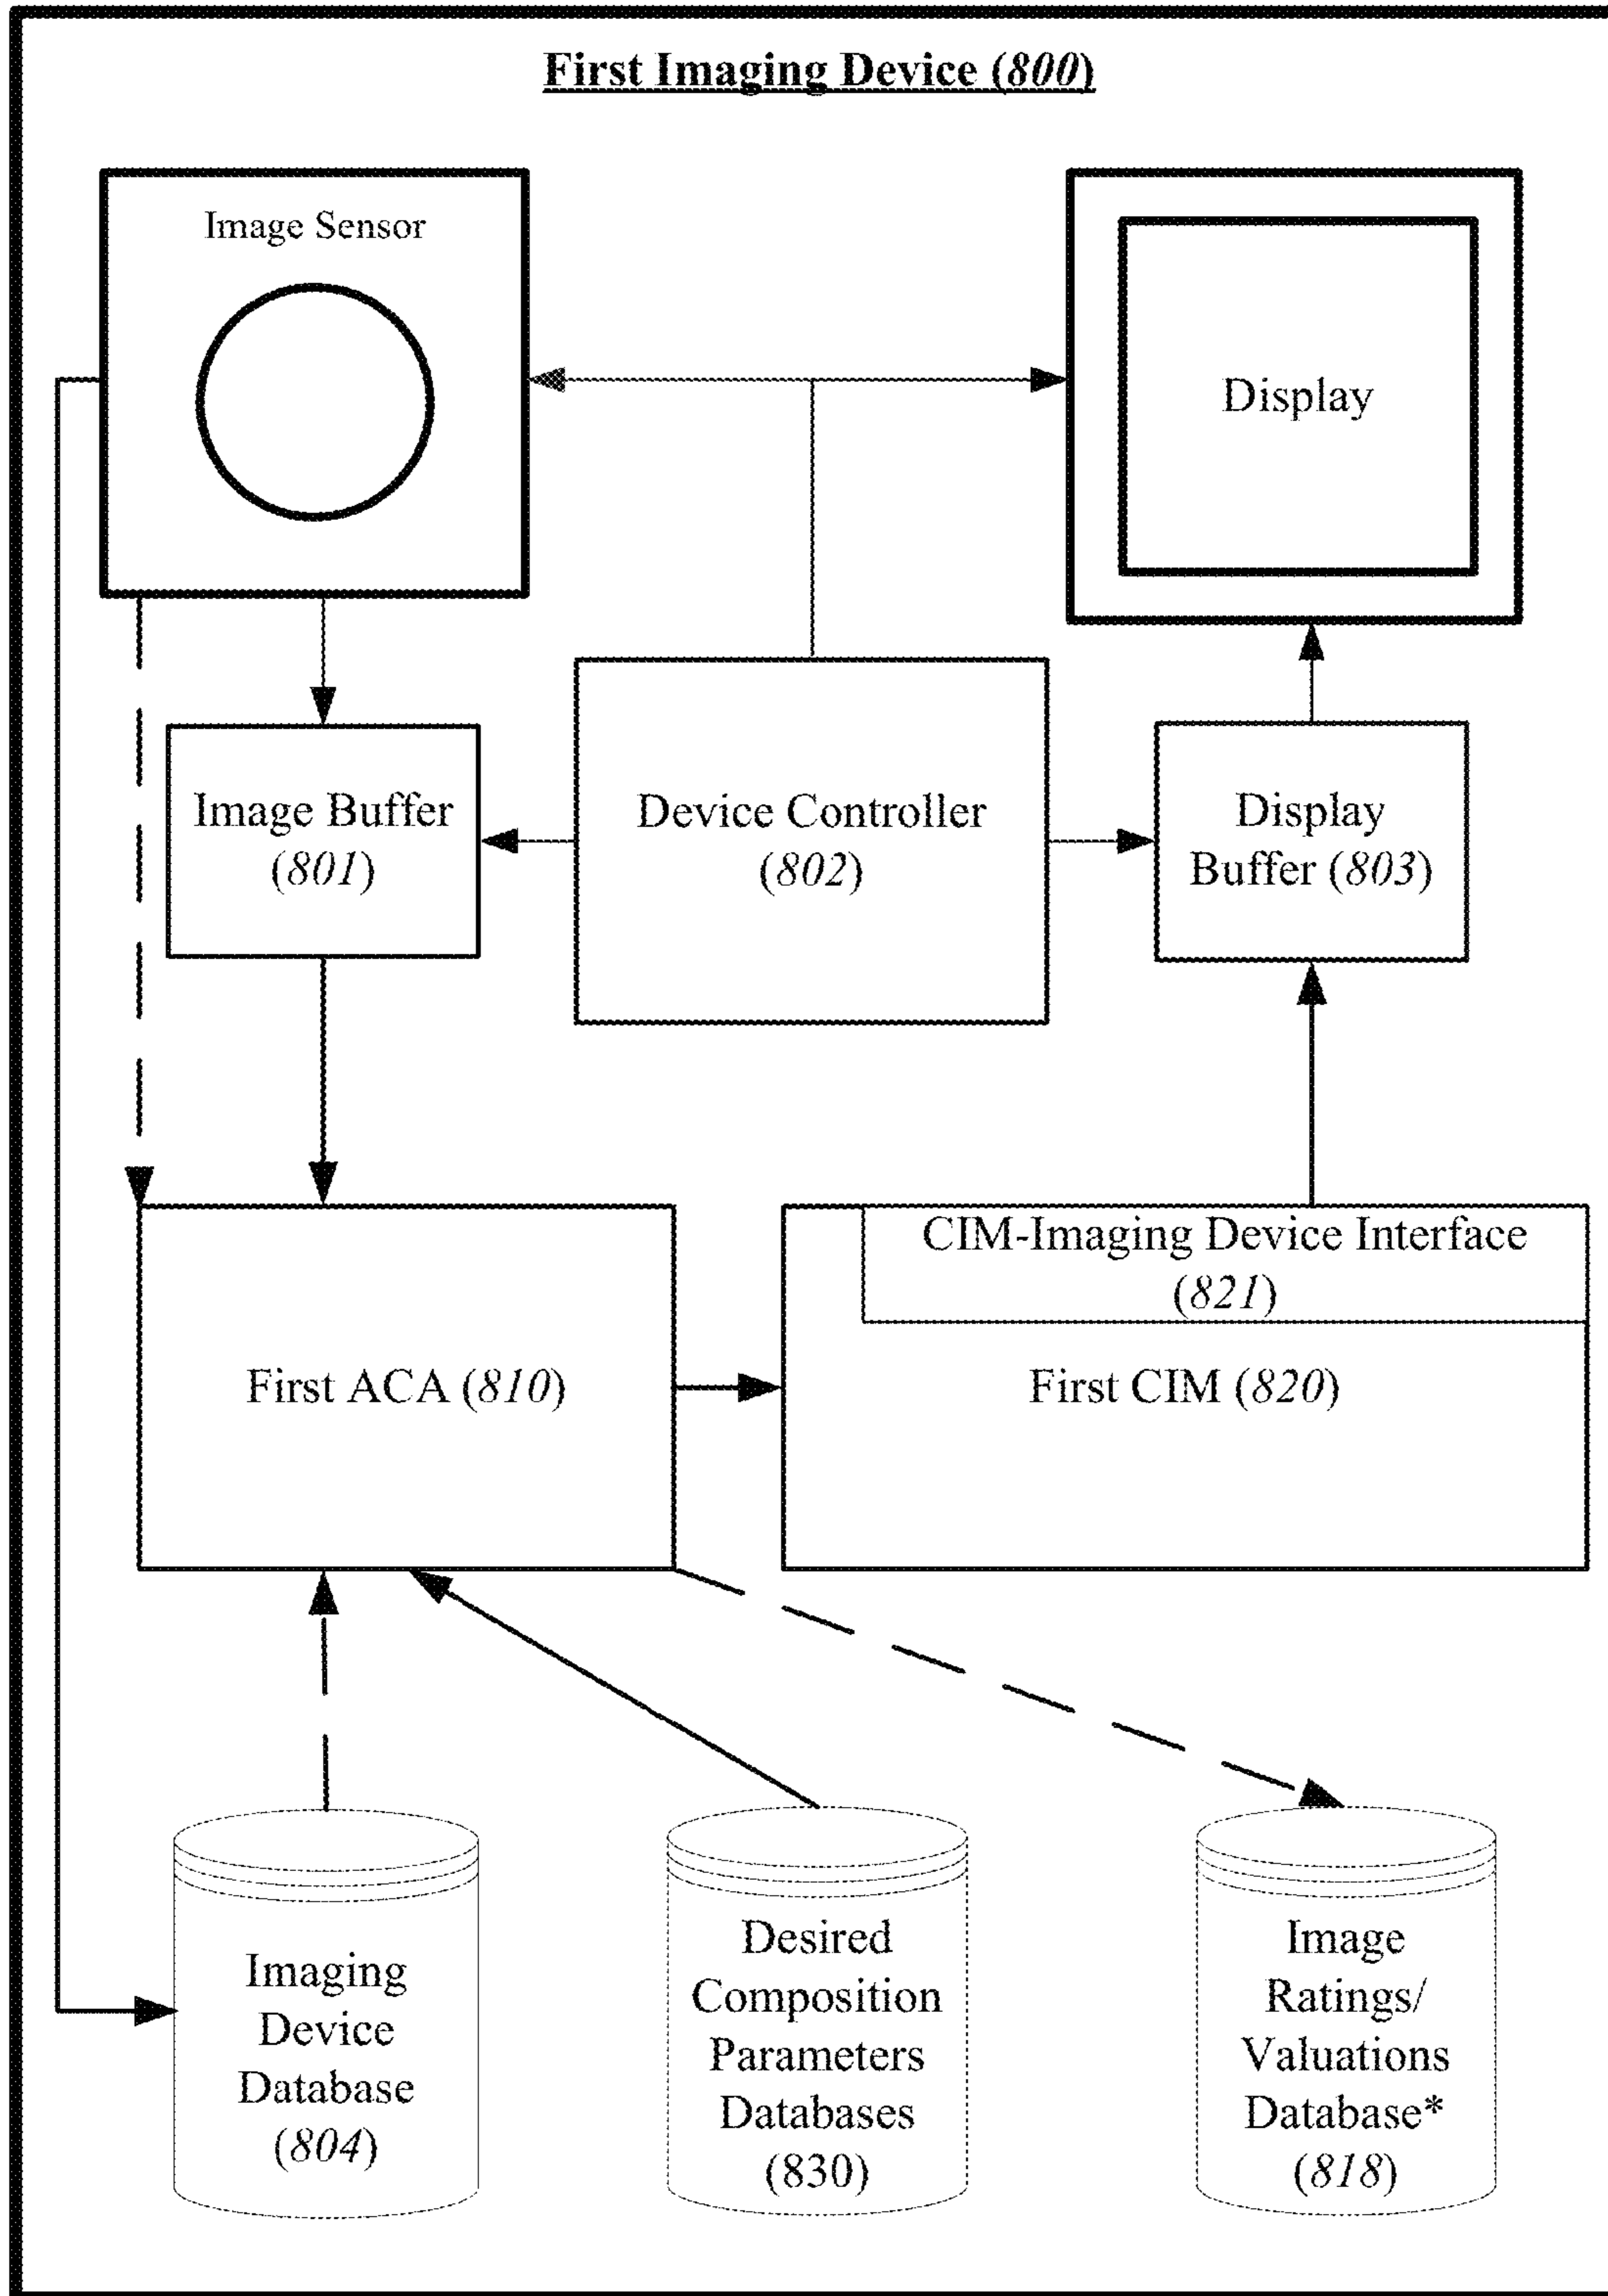 First Imaging Device (800)
Image Sensor
Display
Image Buffer
(801)
Device Controller
(802)
Display
Buffer (803)
CIM-Imaging Device Interface
(821)
First ACA (810)
First CIM (820)
Imaging
Device
Database
(804)
Desired
Composition
Parameters
Databases
(830)
Image
Ratings/
Valuations
Database*
(818)